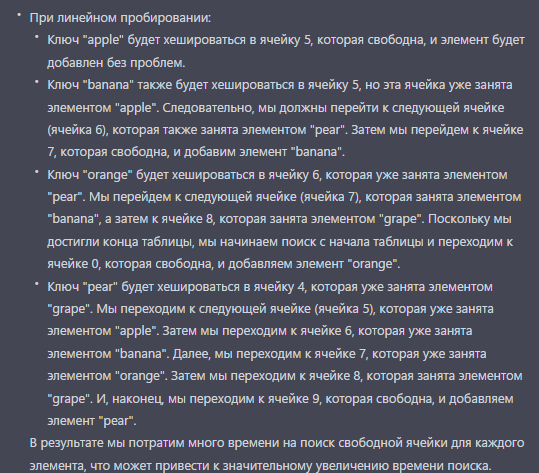 • При линейном пробировании:
• Ключ "apple" будет хешироваться в ячейку 5, которая свободна, и элемент будет
добавлен без проблем.
• Ключ "banana" также будет хешироваться в ячейку 5, но эта ячейка уже занята
элементом "apple". Следовательно, мы должны перейти к следующей ячейке
(ячейка 6), которая также занята элементом "pear". Затем мы перейдем к ячейке
7, которая свободна, и добавим элемент "banana".
• Ключ "orange" будет хешироваться в ячейку 6, которая уже занята элементом
"pear". Мы перейдем к следующей ячейке (ячейка 7), которая занята элементом
"banana", а затем к ячейке 8, которая занята элементом "grape". Поскольку мы
достигли конца таблицы, мы начинаем поиск с начала таблицы и переходим к
ячейке 0, которая свободна, и добавляем элемент "orange".
• Ключ "pear" будет хешироваться в ячейку 4, которая уже занята элементом
"grape". Мы переходим к следующей ячейке (ячейка 5), которая уже занята
элементом "apple". Затем мы переходим к ячейке 6, которая уже занята
элементом "banana". Далее, мы переходим к ячейке 7, которая уже занята
элементом "orange". Затем мы переходим к ячейке 8, которая занята элементом
"grape". И, наконец, мы переходим к ячейке 9, которая свободна, и добавляем
элемент "pear".
В результате мы потратим много времени на поиск свободной ячейки для каждого
элемента, что может привести к значительному увеличению времени поиска.